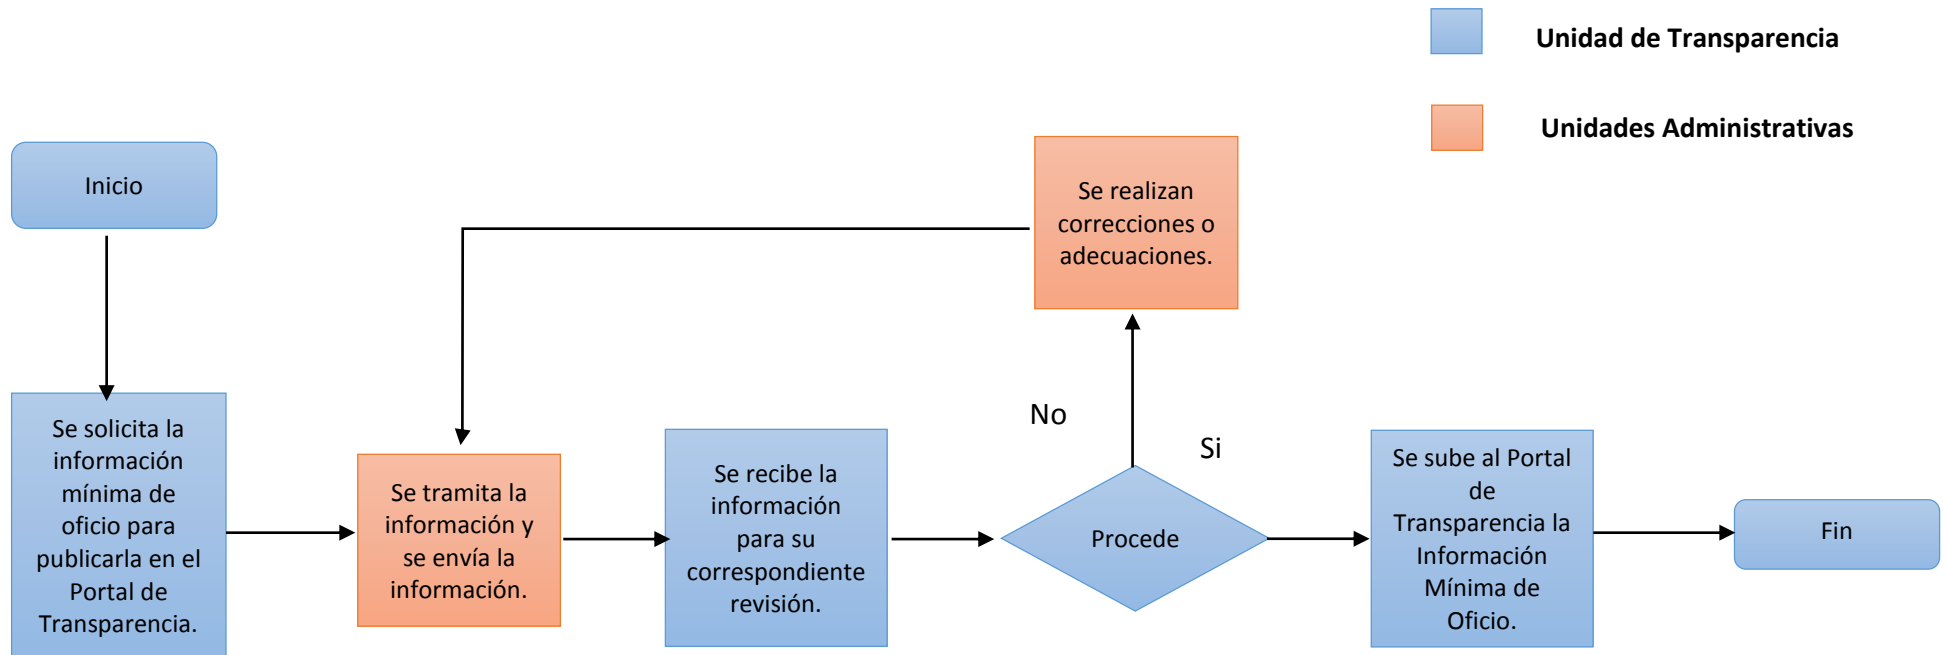 Unidad de Transparencia
Unidades Administrativas
Inicio
Se realizan
correcciones o
adecuaciones.
No
Si
Se solicita la
información
mínima de
oficio para
publicarla en el
Portal de
Transparencia.
Se tramita la
información y
se envía la
información.
Se recibe la
información
para su
correspondiente
revisión.
Procede
Se sube al Portal
de
Transparencia la
Información
Mínima de
Oficio.
Fin